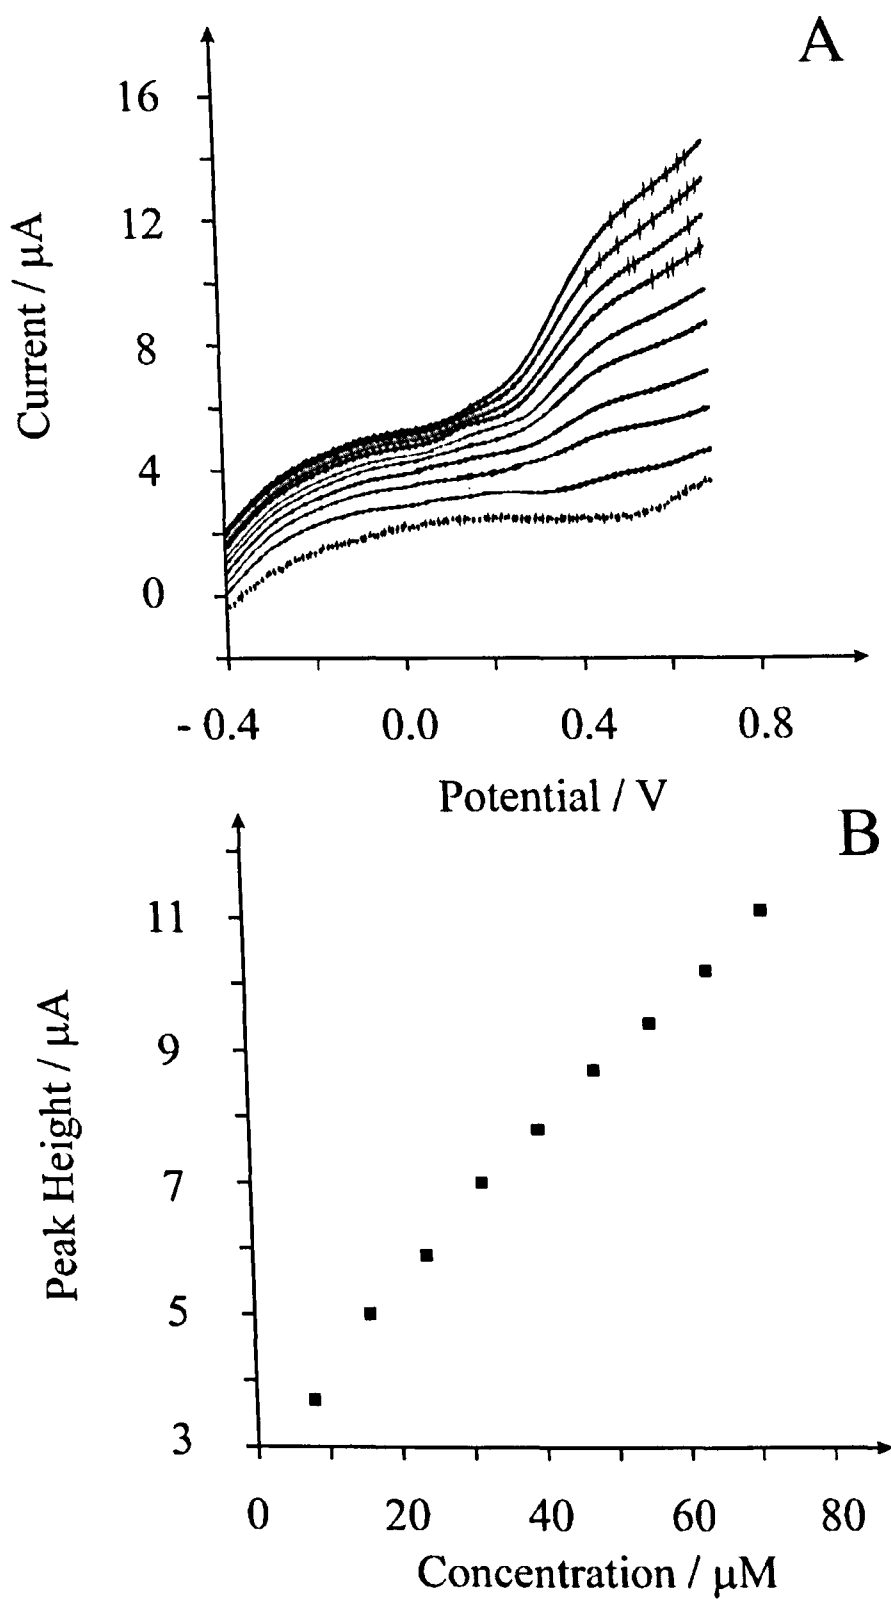 A
16
12
8
4
0
Current / µA
- 0.4 0.0 0.4 0.8
Potential / V
B
11
9
7
5
3
Peak Height / µA
0 20 40 60 80
Concentration / µM